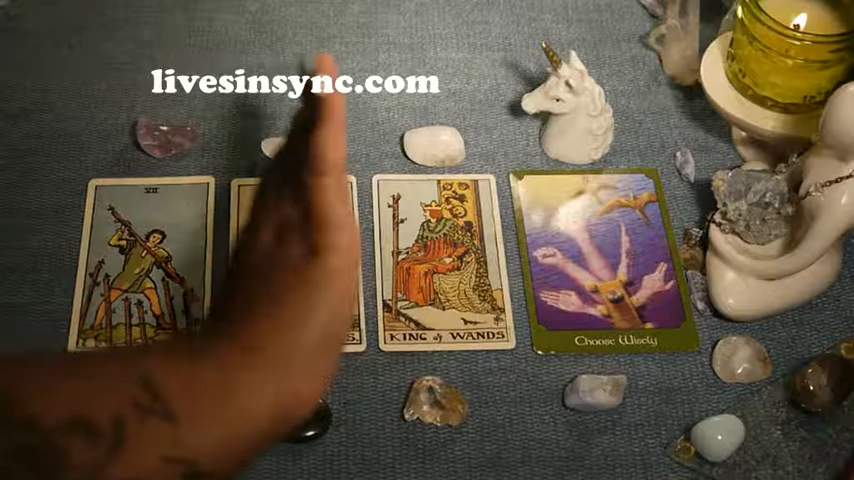 livesinsync.com
VII
S.
KING of WANDS.
Choose Wisely